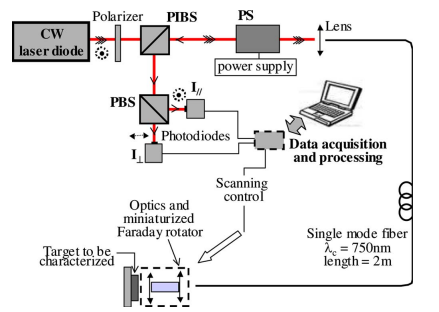 CW
laser diode
Polarizer
PIBS
PS
Lens
power supply
PBS
I//
Photodiodes
I⊥
Data acquisition
and processing
Scanning
control
Optics and
miniaturized
Faraday rotator
Target to be
characterized
Single mode fiber
λc = 750nm
length = 2m